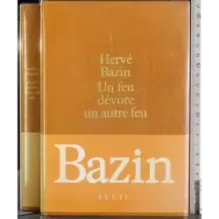 Hervé
Bazin
Un feu
dévore
un autre feu
Bazin
SEUIL